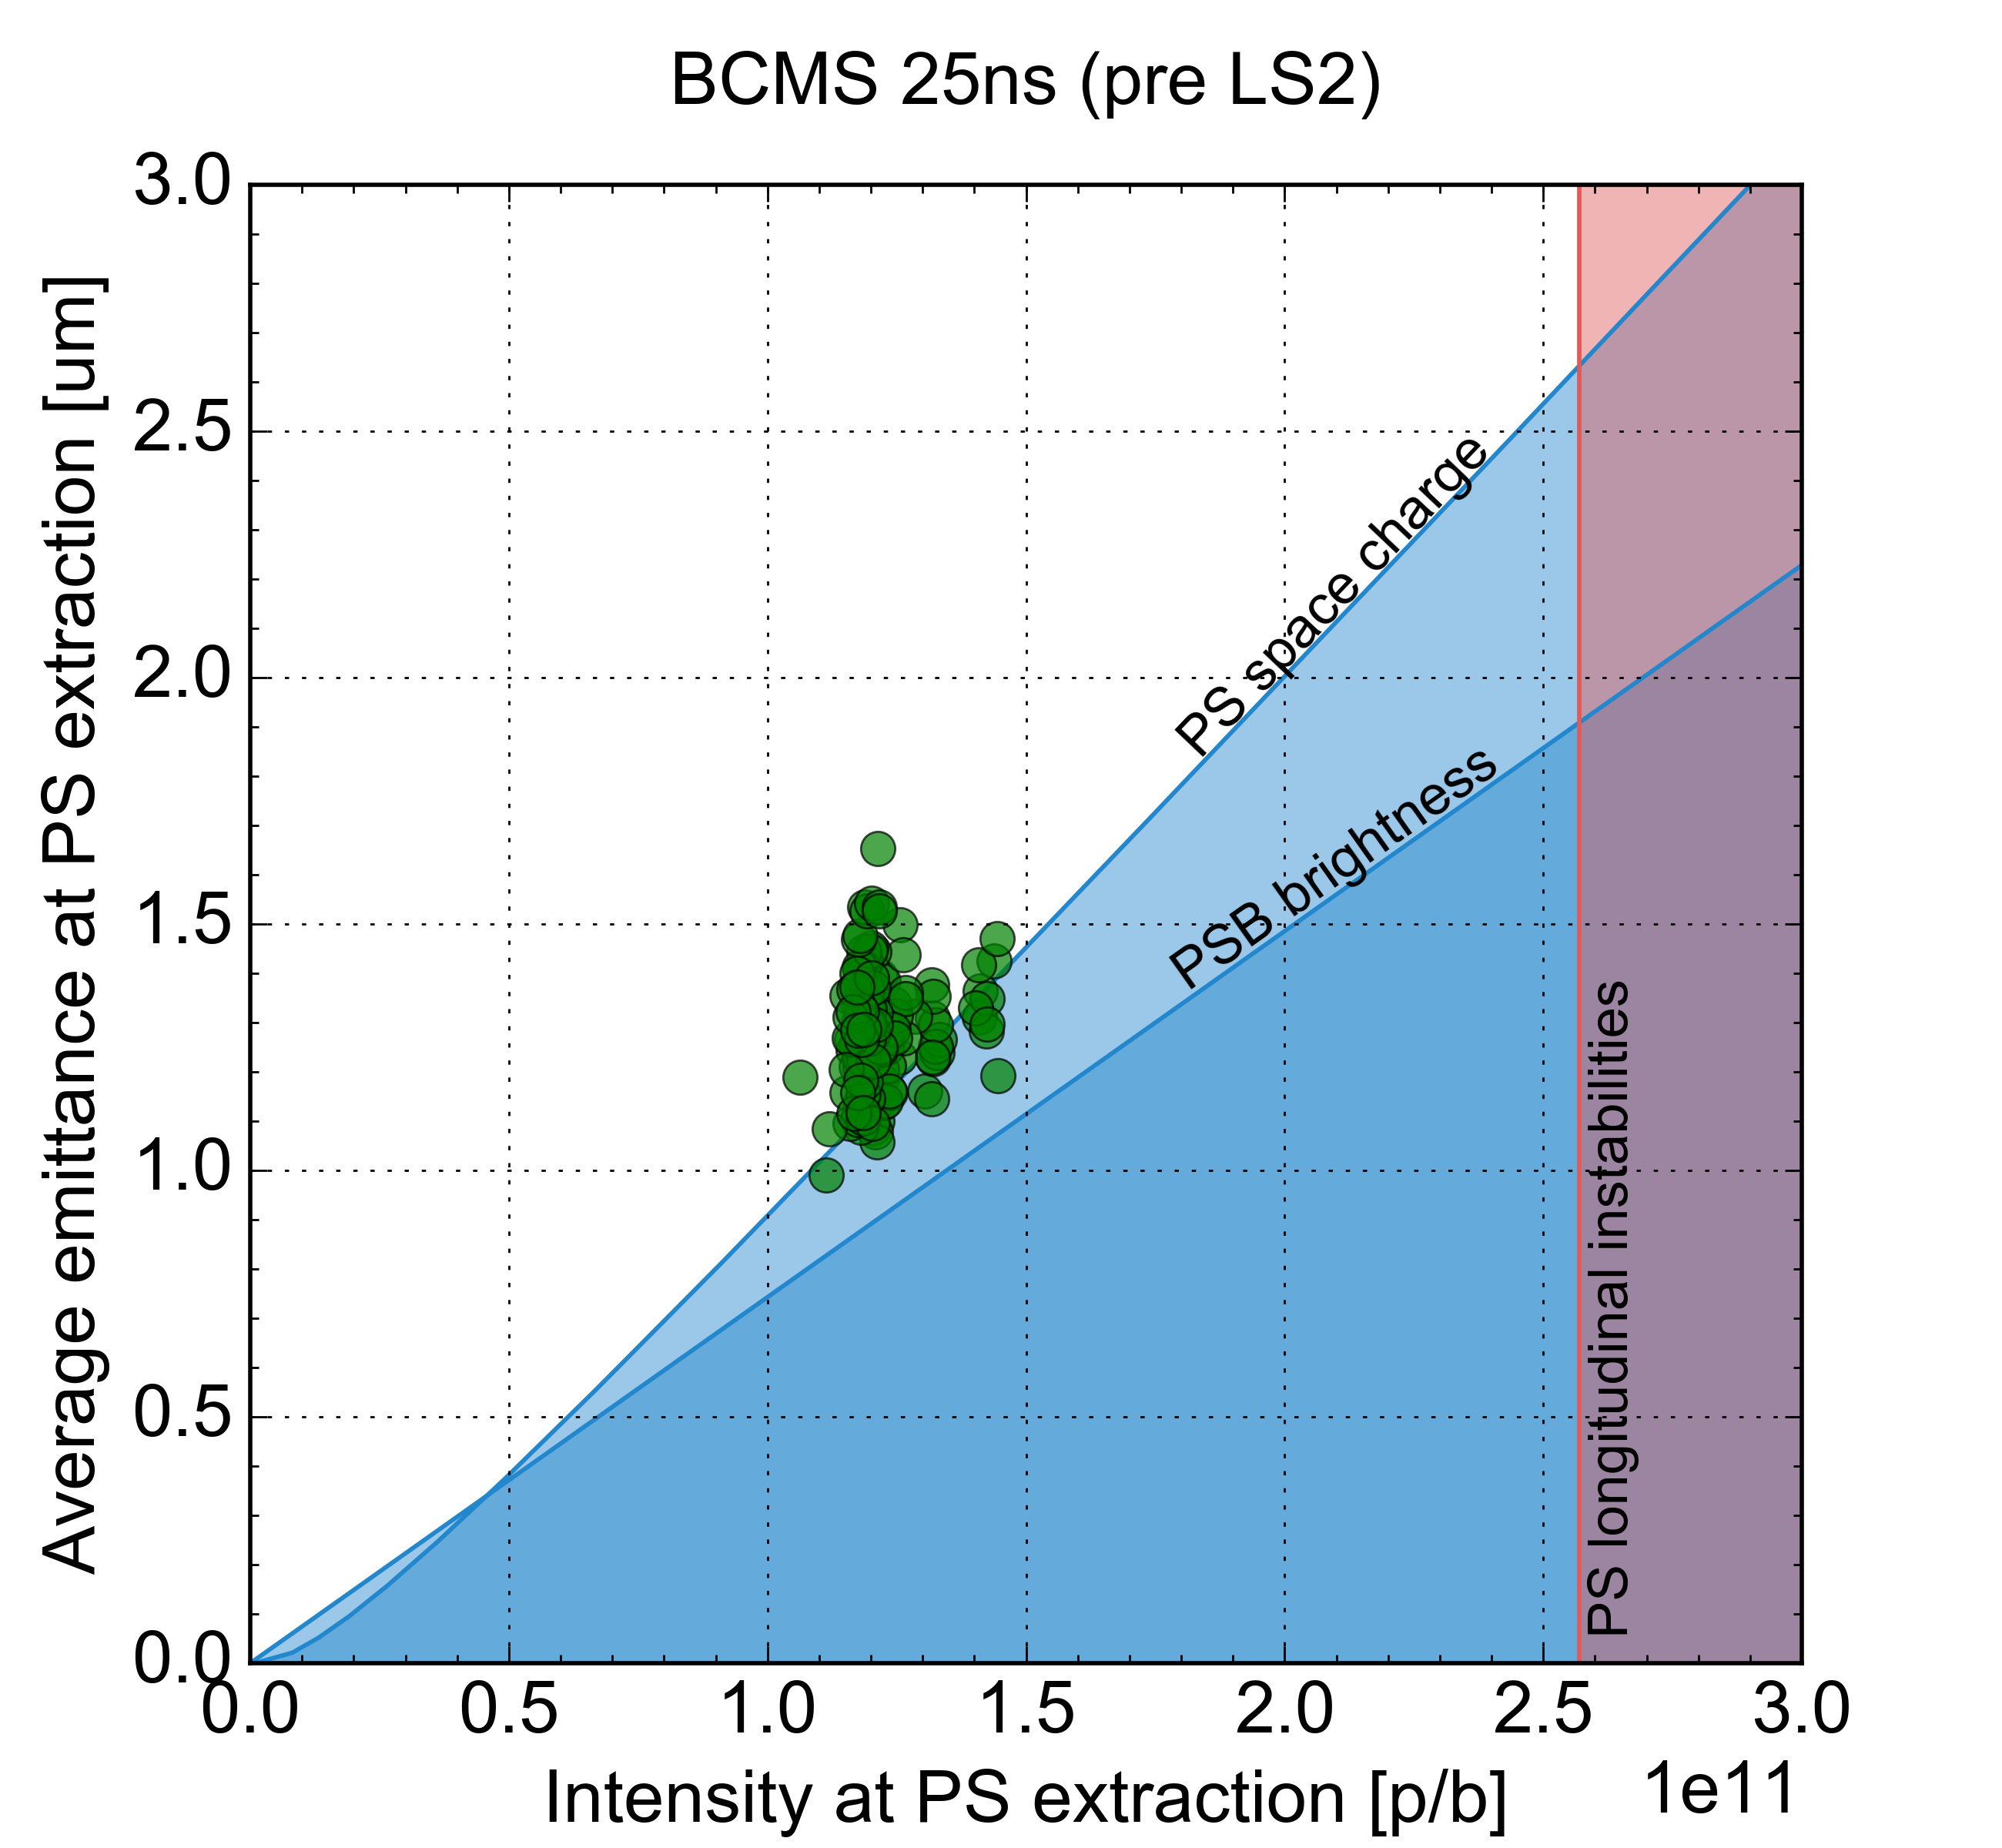 BCMS 25ns (pre LS2)
3.0
2.5
2.0
1.5
1.0
0.5
0.0
Average emittance at PS extraction [um]
PS space charge
PSB brightness
PS longitudinal instabilities
0.0 0.5 1.0 1.5 2.0 2.5 3.0
Intensity at PS extraction [p/b]
1e11